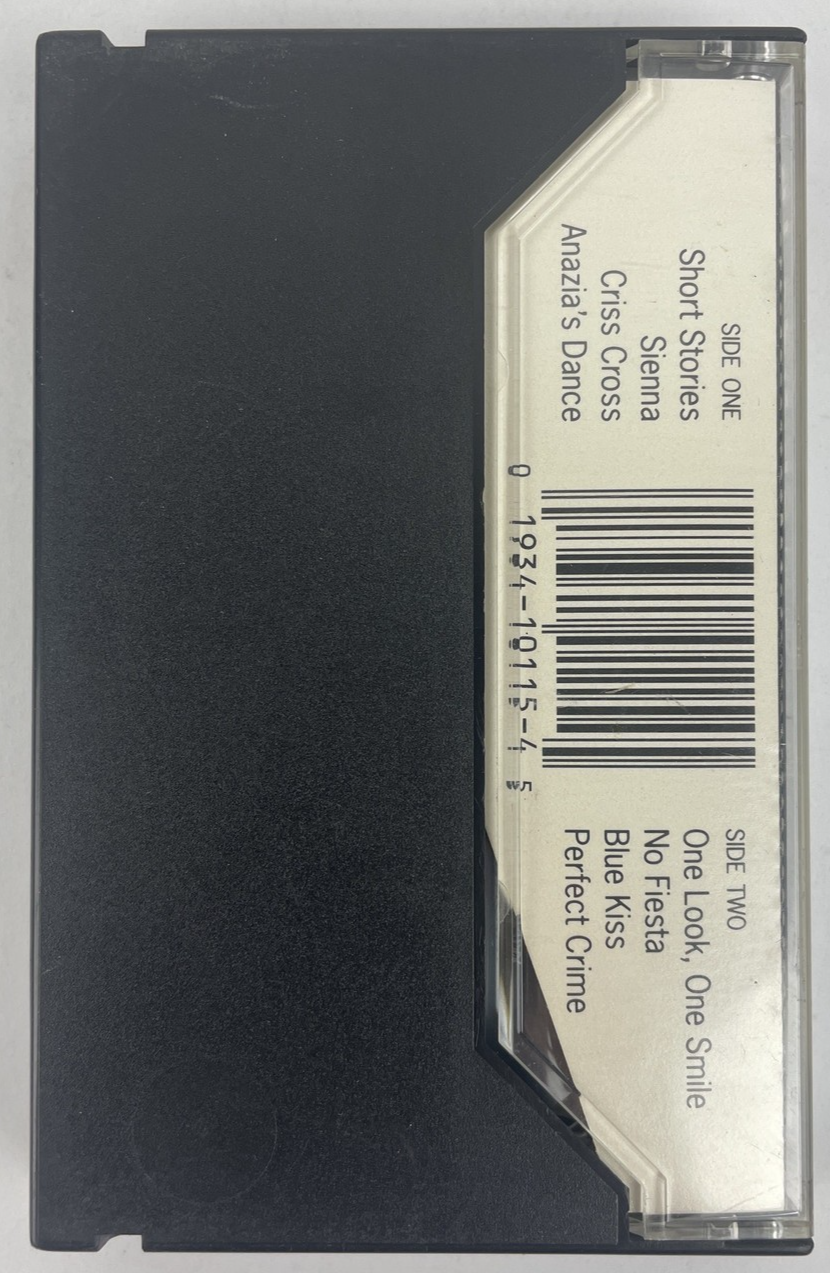 SIDE ONE
Short Stories
Sienna
Criss Cross
Anazia's Dance
0 1934-10115-4 5
SIDE TWO
One Look, One Smile
No Fiesta
Blue Kiss
Perfect Crime